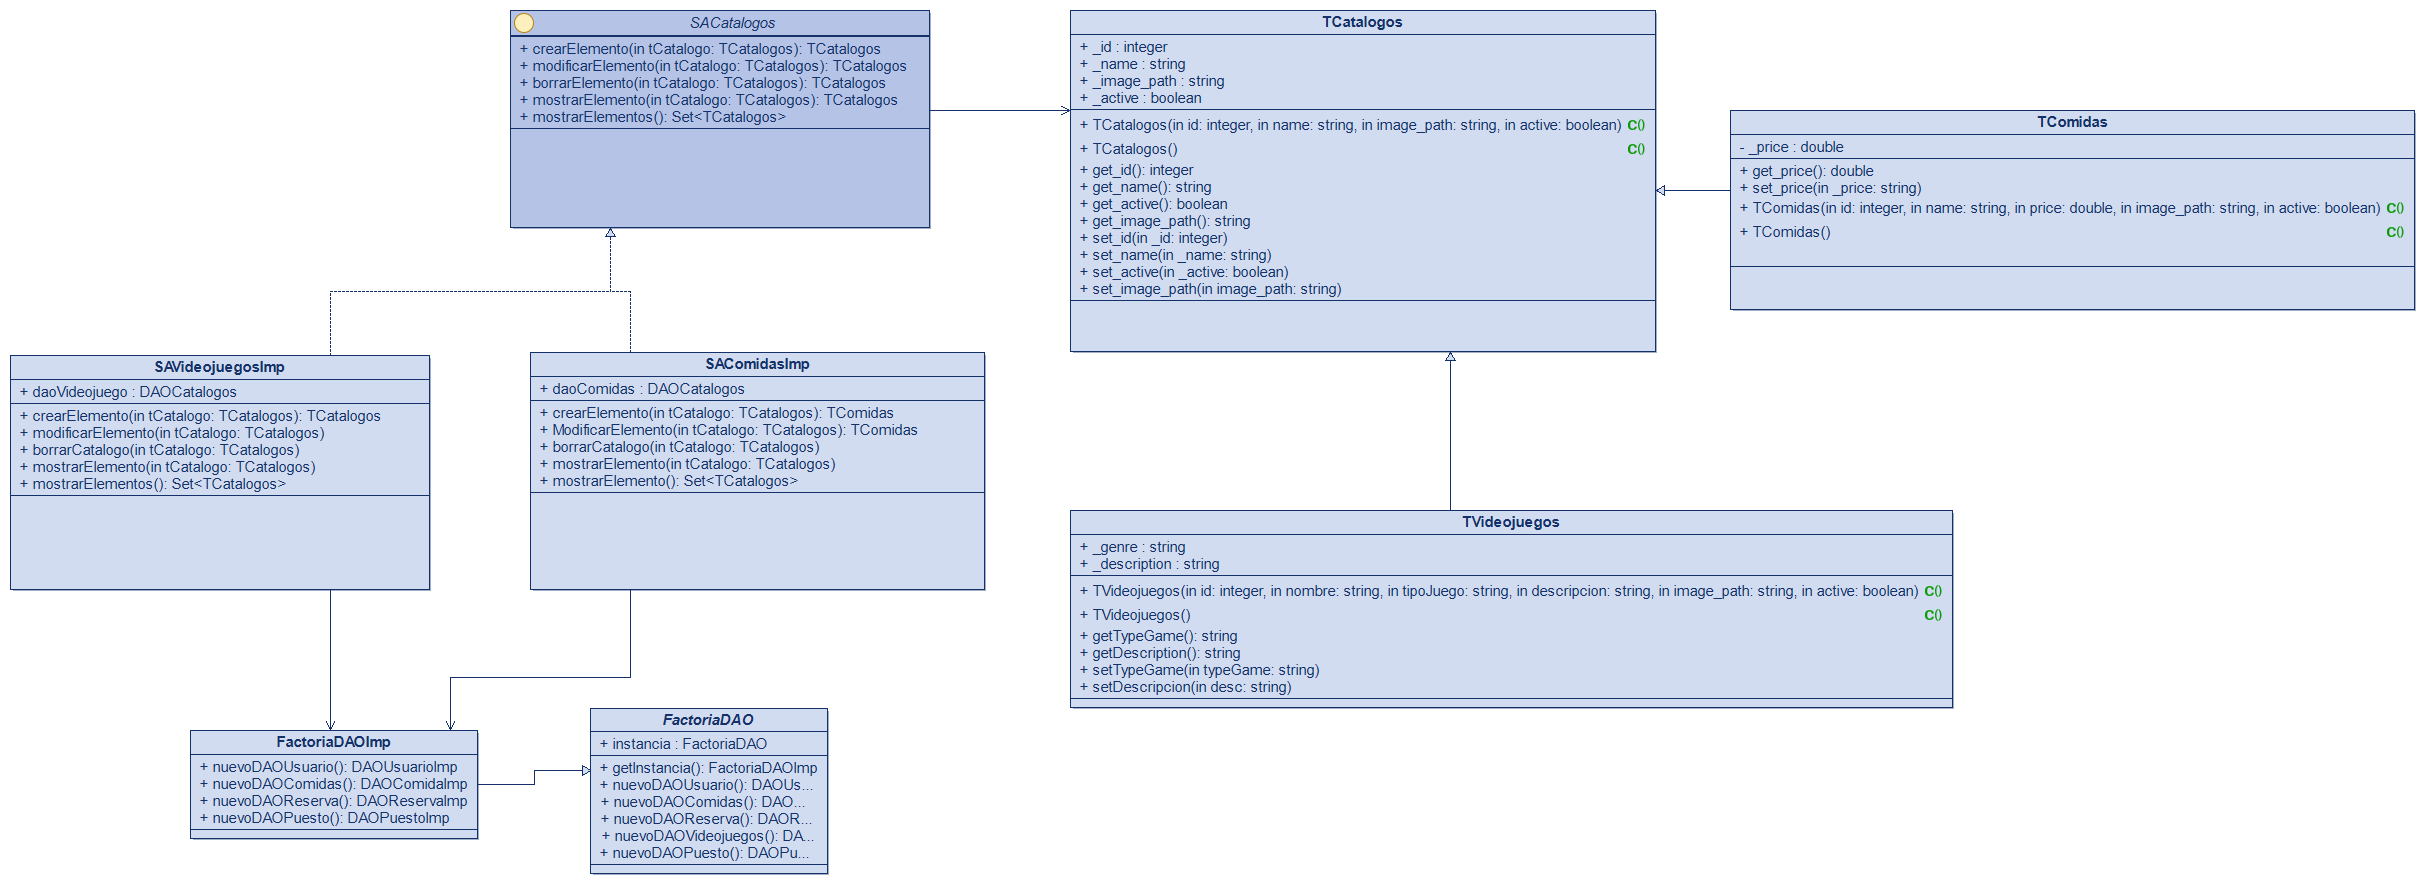 SACatalogos
+ crearElemento(in tCatalogo: TCatalogos): TCatalogos
+ modificarElemento(in tCatalogo: TCatalogos): TCatalogos
+ borrarElemento(in tCatalogo: TCatalogos): TCatalogos
+ mostrarElemento(in tCatalogo: TCatalogos): TCatalogos
+ mostrarElementos(): Set<TCatalogos>
TCatalogos
+ _id : integer
+ _name : string
+ _image_path : string
+ _active : boolean
+ TCatalogos(in id: integer, in name: string, in image_path: string, in active: boolean) C()
+ TCatalogos() C()
+ get_id(): integer
+ get_name(): string
+ get_active(): boolean
+ get_image_path(): string
+ set_id(in _id: integer)
+ set_name(in _name: string)
+ set_active(in _active: boolean)
+ set_image_path(in image_path: string)
TComidas
- _price : double
+ get_price(): double
+ set_price(in _price: string)
+ TComidas(in id: integer, in name: string, in price: double, in image_path: string, in active: boolean) C()
+ TComidas() C()
SAVideojuegosImp
+ daoVideojuego : DAOCatalogos
+ crearElemento(in tCatalogo: TCatalogos): TCatalogos
+ modificarElemento(in tCatalogo: TCatalogos)
+ borrarCatalogo(in tCatalogo: TCatalogos)
+ mostrarElemento(in tCatalogo: TCatalogos)
+ mostrarElementos(): Set<TCatalogos>
SAComidasImp
+ daoComidas : DAOCatalogos
+ crearElemento(in tCatalogo: TCatalogos): TComidas
+ ModificarElemento(in tCatalogo: TCatalogos): TComidas
+ borrarCatalogo(in tCatalogo: TCatalogos)
+ mostrarElemento(in tCatalogo: TCatalogos)
+ mostrarElemento(): Set<TCatalogos>
TVideojuegos
+ _genre : string
+ _description : string
+ TVideojuegos(in id: integer, in nombre: string, in tipoJuego: string, in descripcion: string, in image_path: string, in active: boolean) C()
+ TVideojuegos() C()
+ getTypeGame(): string
+ getDescription(): string
+ setTypeGame(in typeGame: string)
+ setDescripcion(in desc: string)
FactoriaDAOImp
+ nuevoDAOUsuario(): DAOUsuarioImp
+ nuevoDAOComidas(): DAOComidaImp
+ nuevoDAOReserva(): DAOReservaImp
+ nuevoDAOPuesto(): DAOPuestoImp
FactoriaDAO
+ instancia : FactoriaDAO
+ getInstancia(): FactoriaDAOImp
+ nuevoDAOUsuario(): DAOUs...
+ nuevoDAOComidas(): DAO...
+ nuevoDAOReserva(): DAOR...
+ nuevoDAOVideojuegos(): DA...
+ nuevoDAOPuesto(): DAOPu...